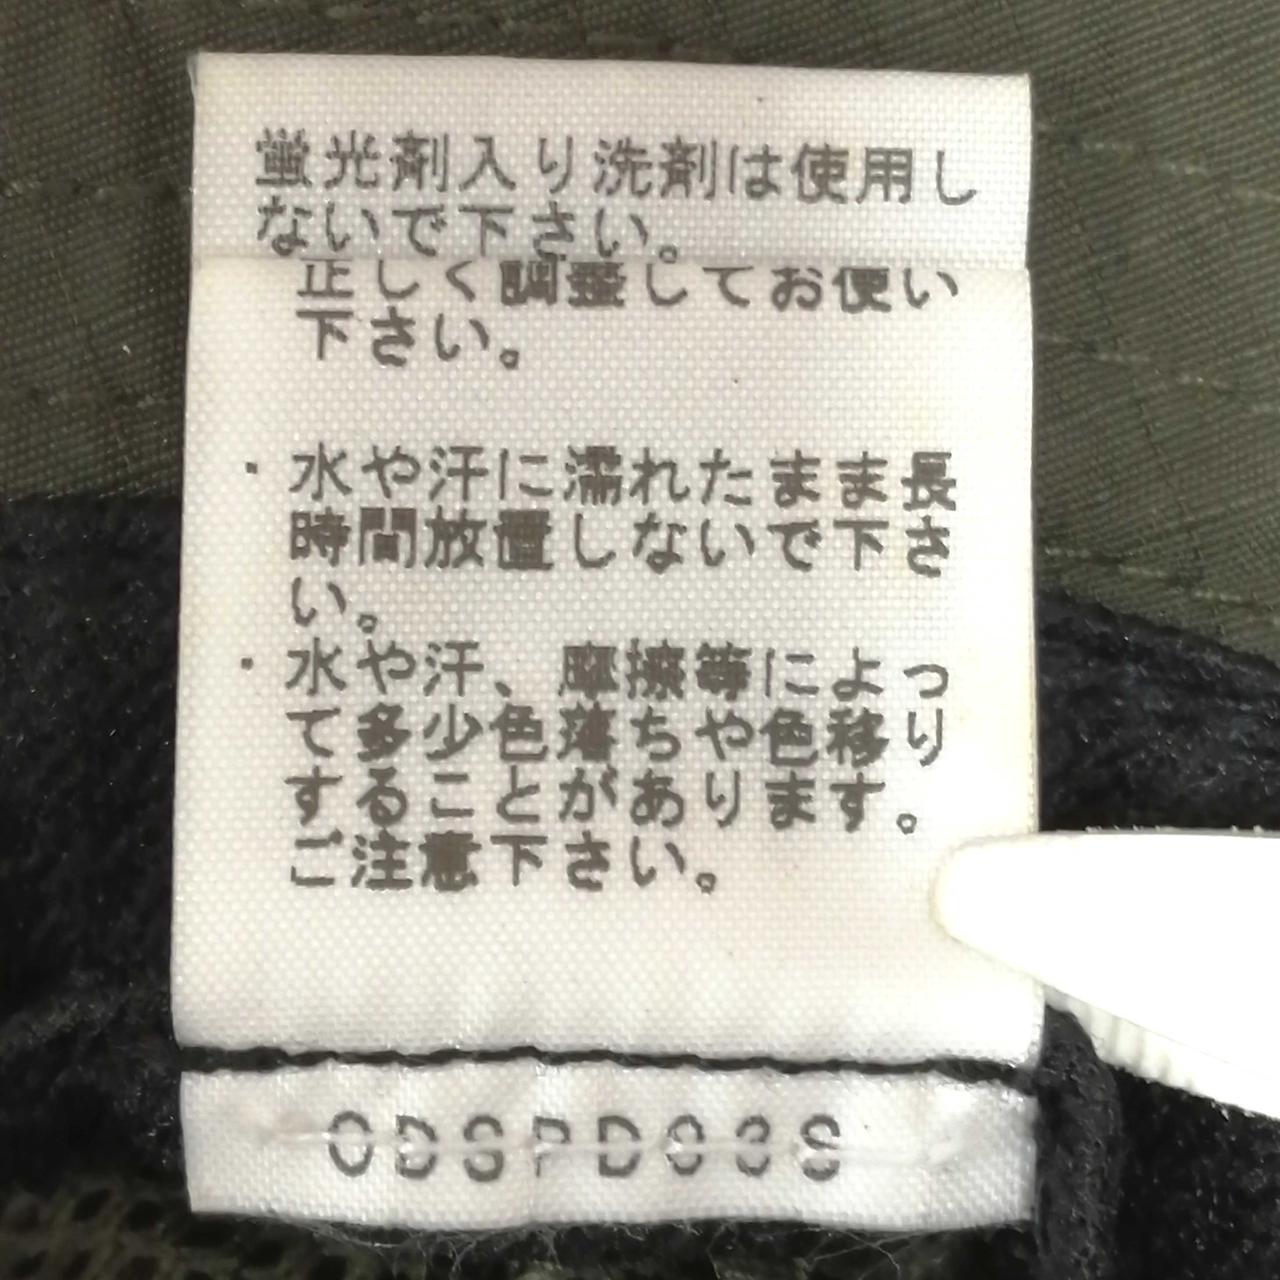 蛍光剤入り洗剤は使用し
ないで下さい。
正しく調整してお使い
下さい。
・水や汗に濡れたまま長
時間放置しないで下さ
い。
・水や汗、摩擦等によっ
て多少色落ちや色移り
することがあります。
ご注意下さい。